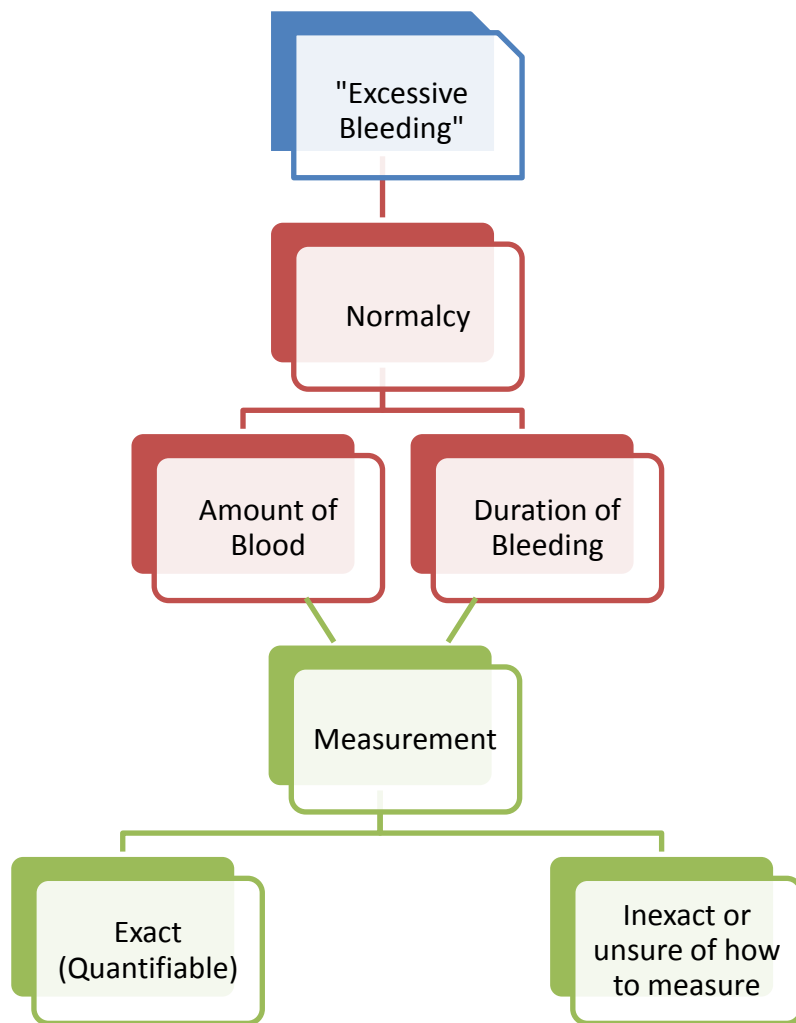 "Excessive
Bleeding"
Normalcy
Amount of
Blood
Duration of
Bleeding
Measurement
Exact
(Quantifiable)
Inexact or
unsure of how
to measure